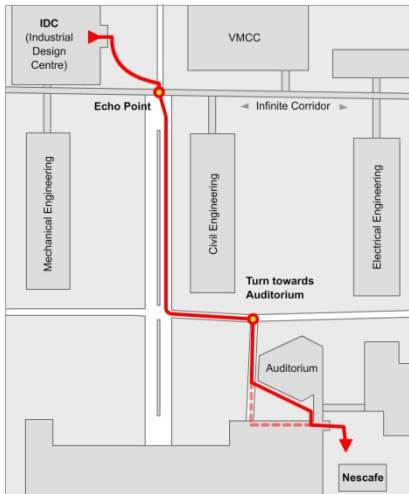 IDC
(Industrial
Design
Centre)
VMCC
Echo Point
Infinite Corridor
Mechanical Engineering
Civil Engineering
Electrical Engineering
Turn towards
Auditorium
Auditorium
Nescafe